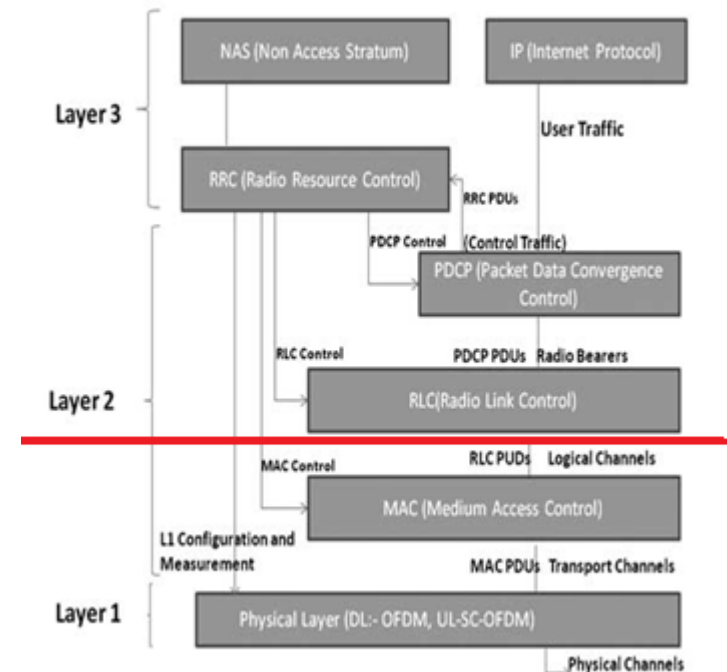 NAS (Non Access Stratum)
IP (Internet Protocol)
Layer 3
User Traffic
RRC (Radio Resource Control)
RRC PDUs
PDCP Control
(Control Traffic)
PDCP (Packet Data Convergence
Control)
RLC Control
PDCP PDUs
Radio Bearers
Layer 2
RLC(Radio Link Control)
RLC PUDs
Logical Channels
MAC Control
MAC (Medium Access Control)
L1 Configuration and
Measurement
MAC PDUs
Transport Channels
Layer 1
Physical Layer (DL:- OFDM, UL-SC-OFDM)
Physical Channels